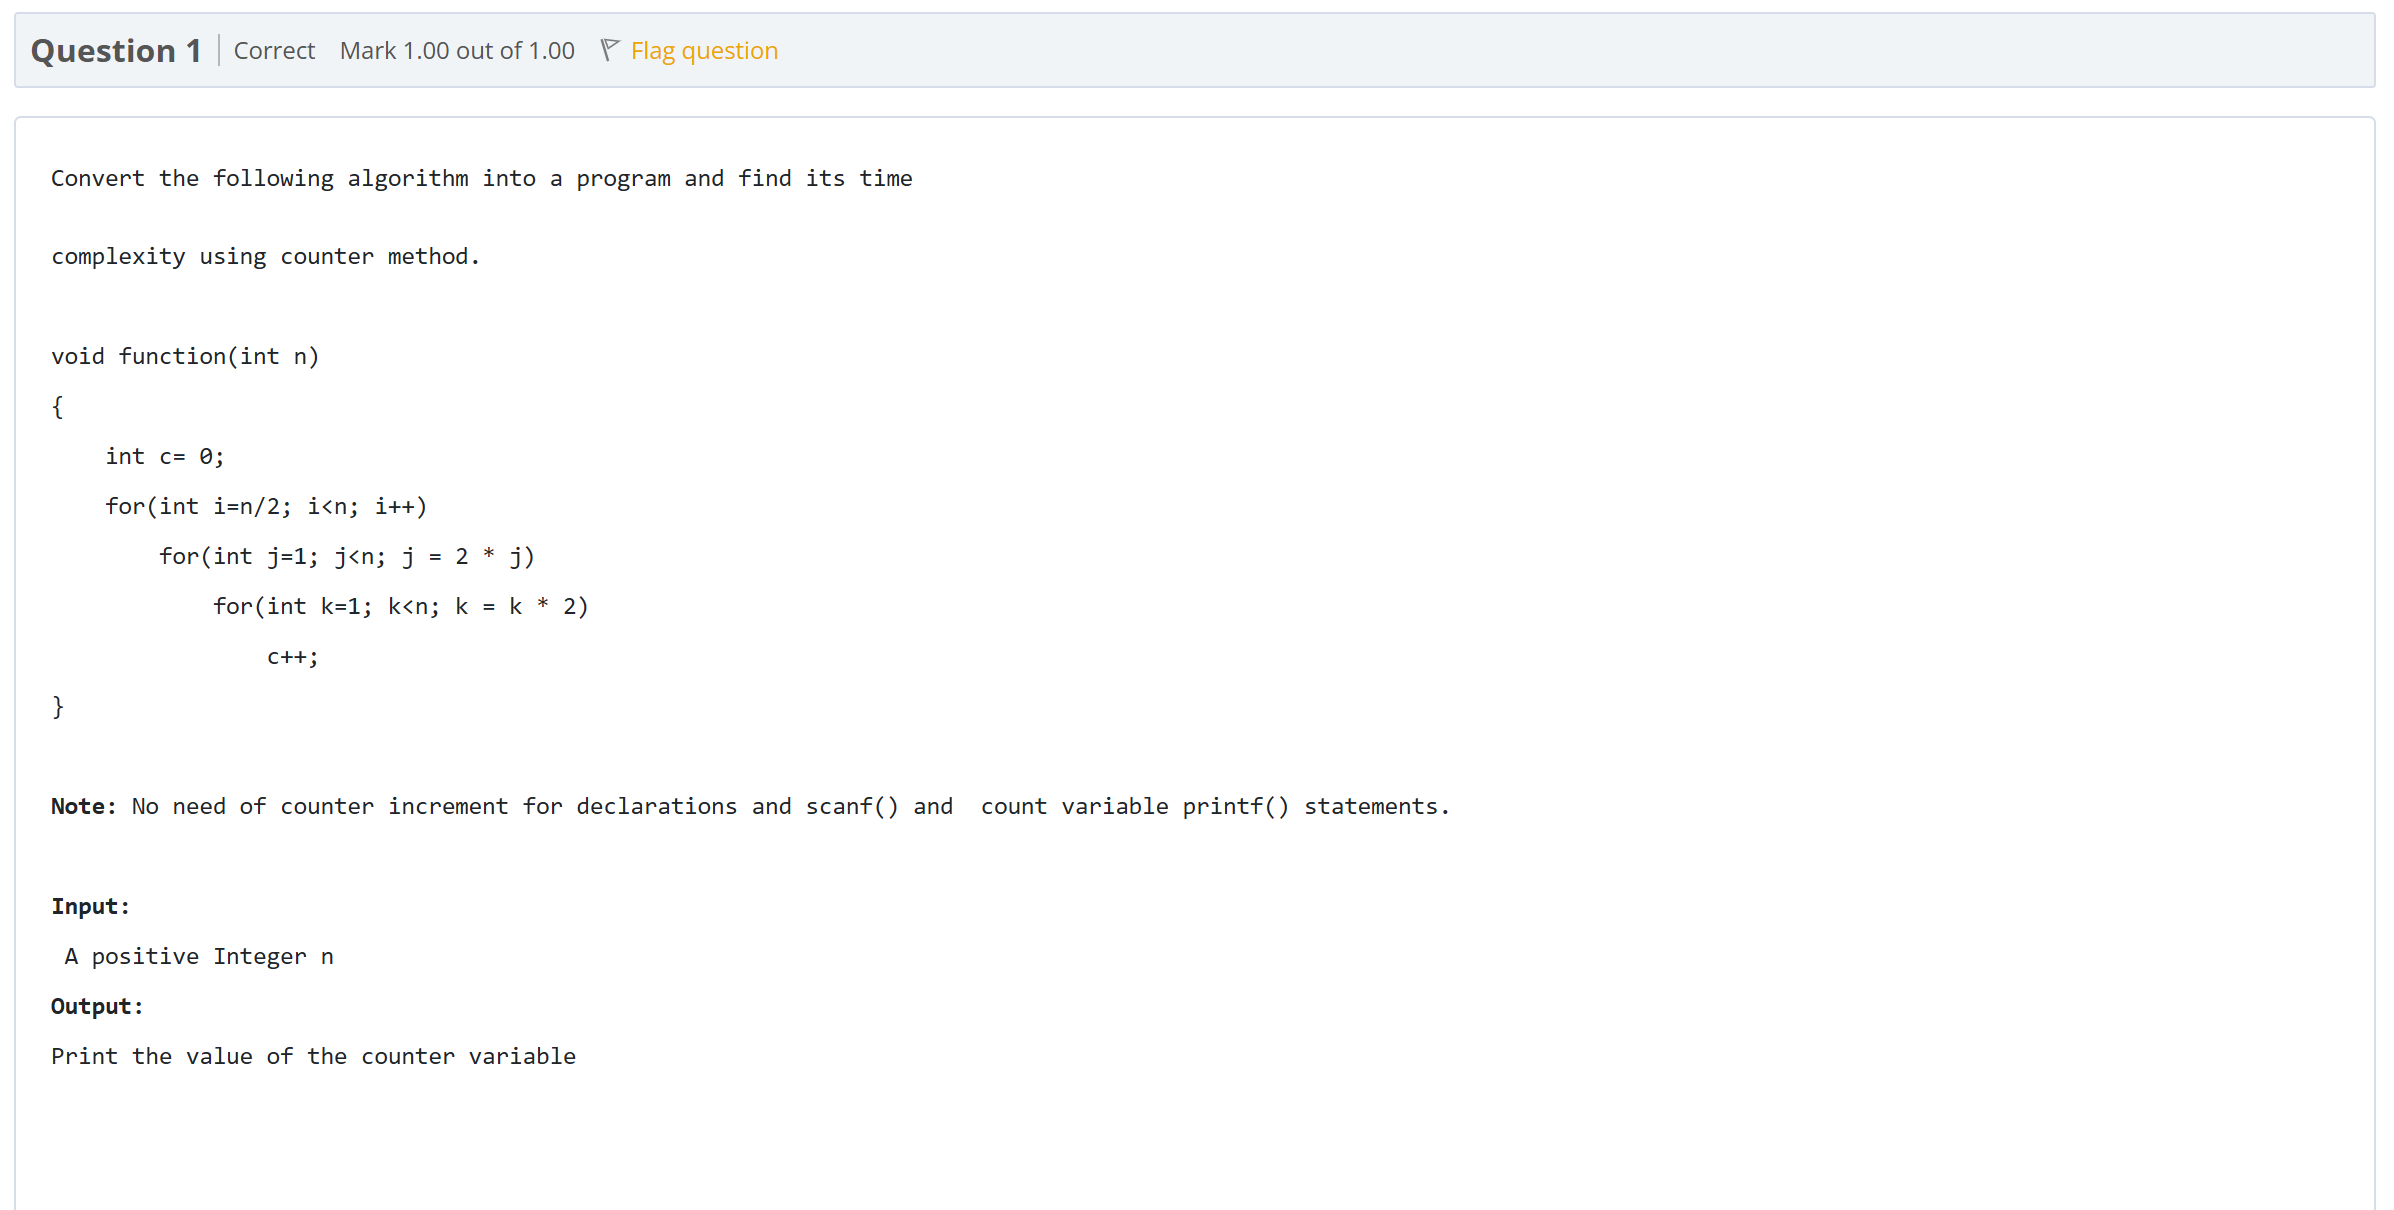 Question 1 Correct Mark 1.00 out of 1.00 Flag question
Convert the following algorithm into a program and find its time
complexity using counter method.
void function(int n)
{
    int c= 0;
    for(int i=n/2; i<n; i++)
        for(int j=1; j<n; j = 2 * j)
            for(int k=1; k<n; k = k * 2)
                c++;
}
Note: No need of counter increment for declarations and scanf() and  count variable printf() statements.
Input:
 A positive Integer n
Output:
Print the value of the counter variable